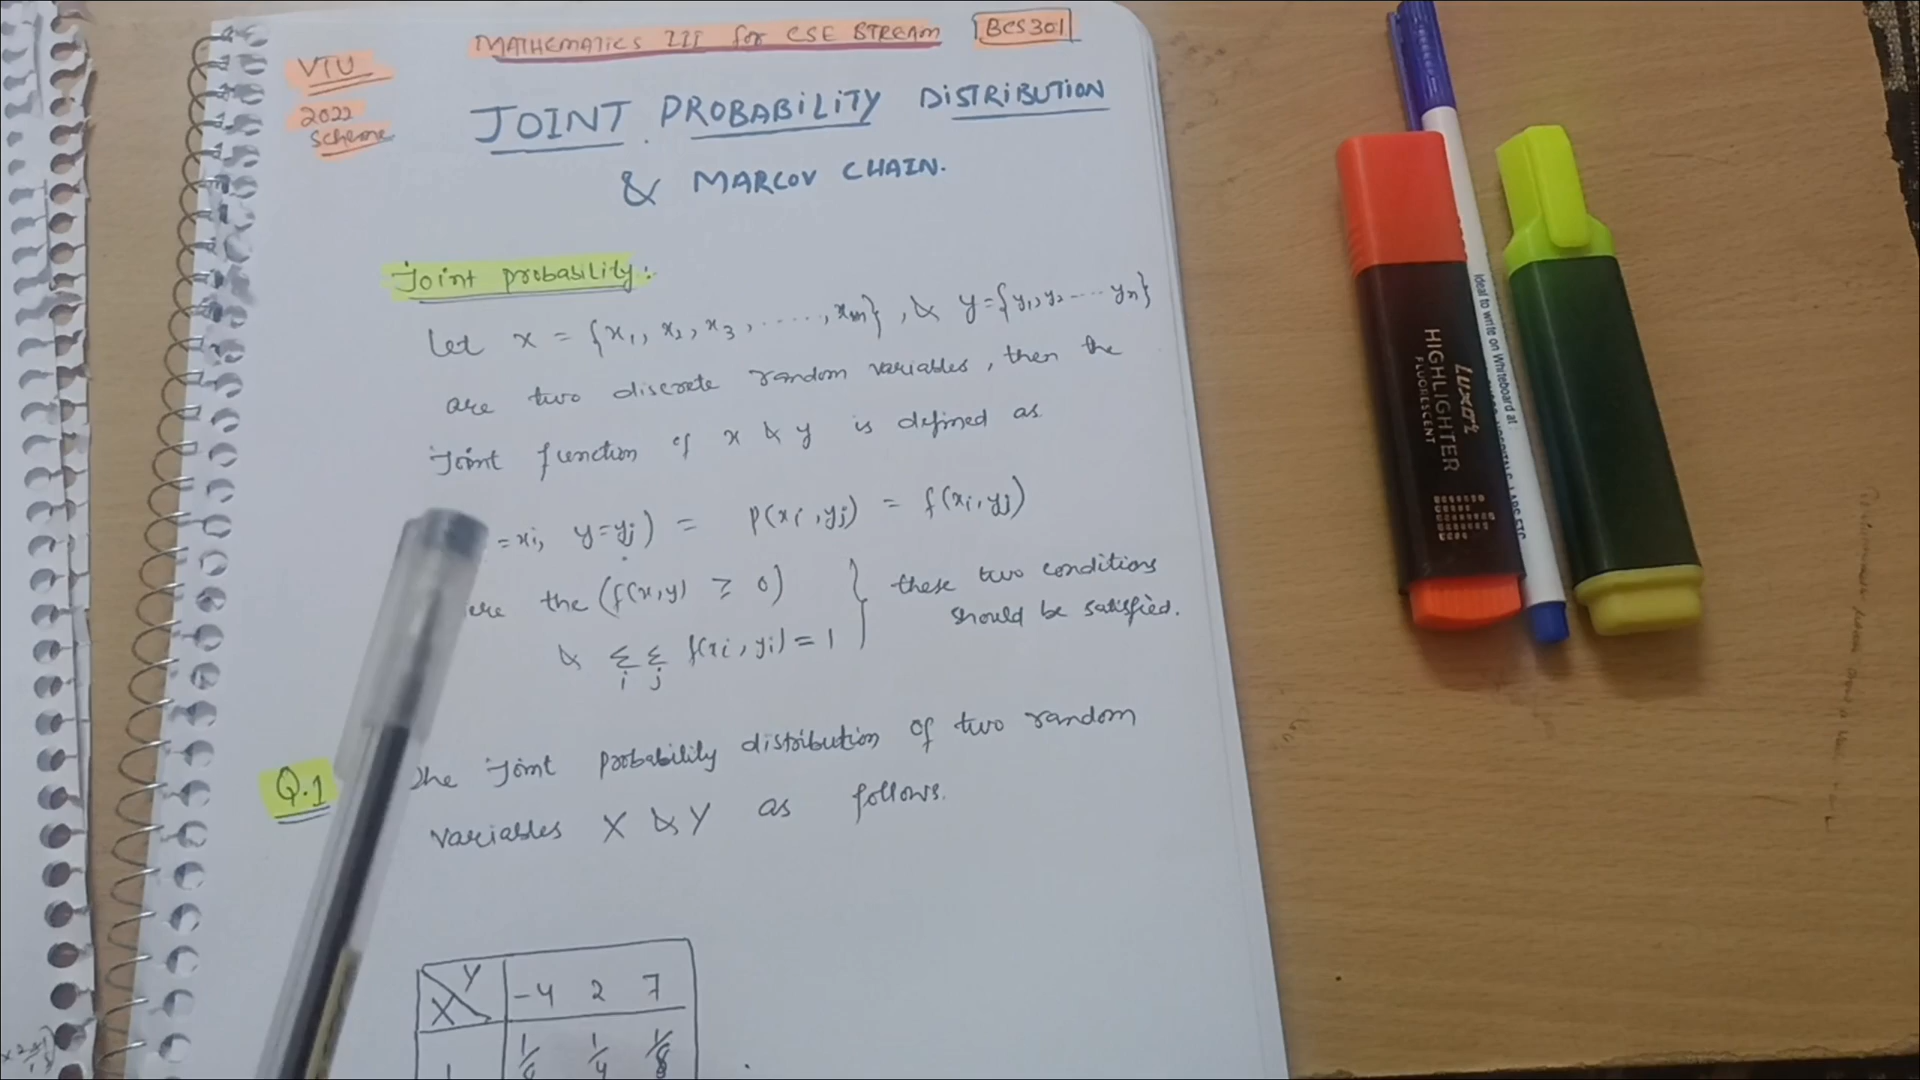 MATHEMATICS III for CSE STREAM BCS301
VTU
2022
Scheme
JOINT PROBABILITY DISTRIBUTION
& MARCOV CHAIN.
Joint probability:
Let x = {x1, x2, x3, ....., xm}, & y={y1, y2 .... yn}
are two discrete random variables, then the
Joint function of x & y is defined as
=xi, y=yj) = P(xi, yj) = f(xi, yj)
the (f(x,y) ≥ 0) } these two conditions
should be satisfied.
& Σi Σj f(xi, yi) = 1
Q.1 The Joint probability distribution of two random
variables X & Y as follows.
X Y -4 2 7
1/4 1/8
Luxor
HIGHLIGHTER
FLUORESCENT
Ideal to write on Whiteboard at